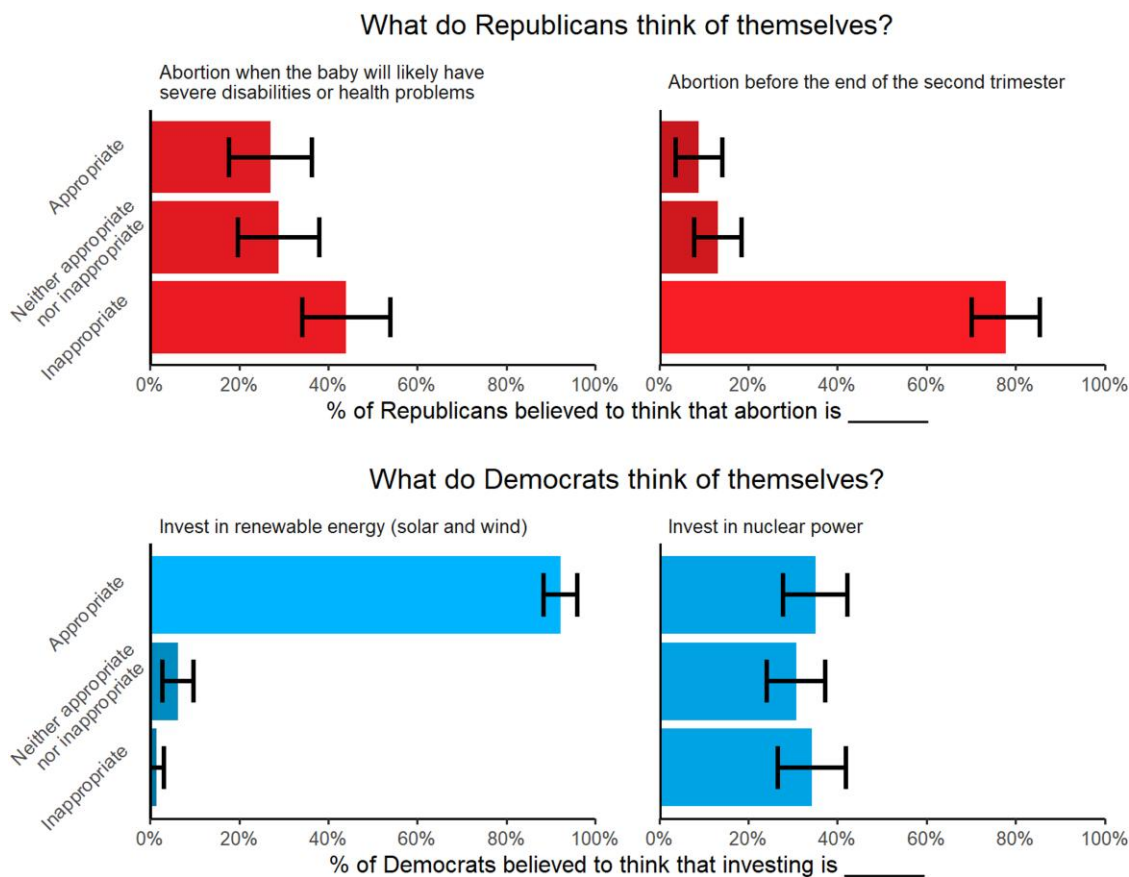 What do Republicans think of themselves?
Abortion when the baby will likely have
severe disabilities or health problems
Abortion before the end of the second trimester
Appropriate
Neither appropriate
nor inappropriate
Inappropriate
0% 20% 40% 60% 80% 100%
0% 20% 40% 60% 80% 100%
% of Republicans believed to think that abortion is ________
What do Democrats think of themselves?
Invest in renewable energy (solar and wind)
Invest in nuclear power
Appropriate
Neither appropriate
nor inappropriate
Inappropriate
0% 20% 40% 60% 80% 100%
0% 20% 40% 60% 80% 100%
% of Democrats believed to think that investing is ________